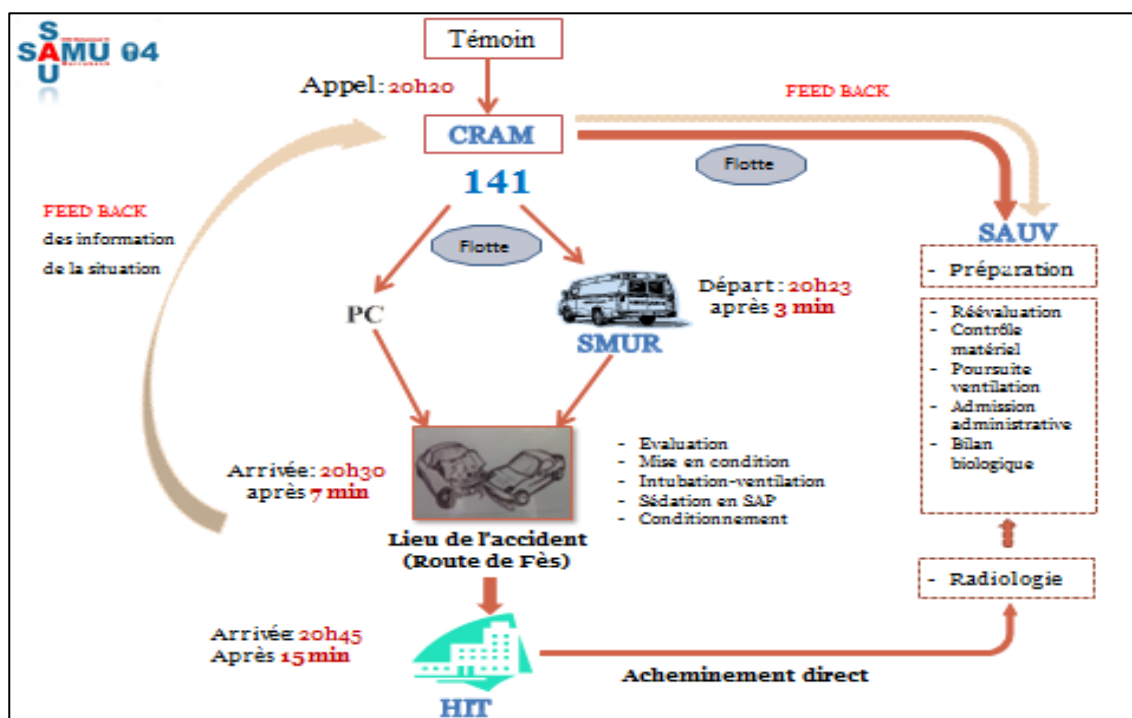 SAMU 04
SAU
Témoin
Appel: 20h20
FEED BACK
CRAM
Flotte
141
FEED BACK
des information
de la situation
Flotte
SAUV
- Préparation
PC
Départ : 20h23
après 3 min
SMUR
- Réévaluation
- Contrôle
matériel
- Poursuite
ventilation
- Admission
administrative
- Bilan
biologique
Arrivée: 20h30
après 7 min
- Evaluation
- Mise en condition
- Intubation-ventilation
- Sédation en SAP
- Conditionnement
Lieu de l'accident
(Route de Fès)
- Radiologie
Arrivée: 20h45
Après 15 min
Acheminement direct
HIT